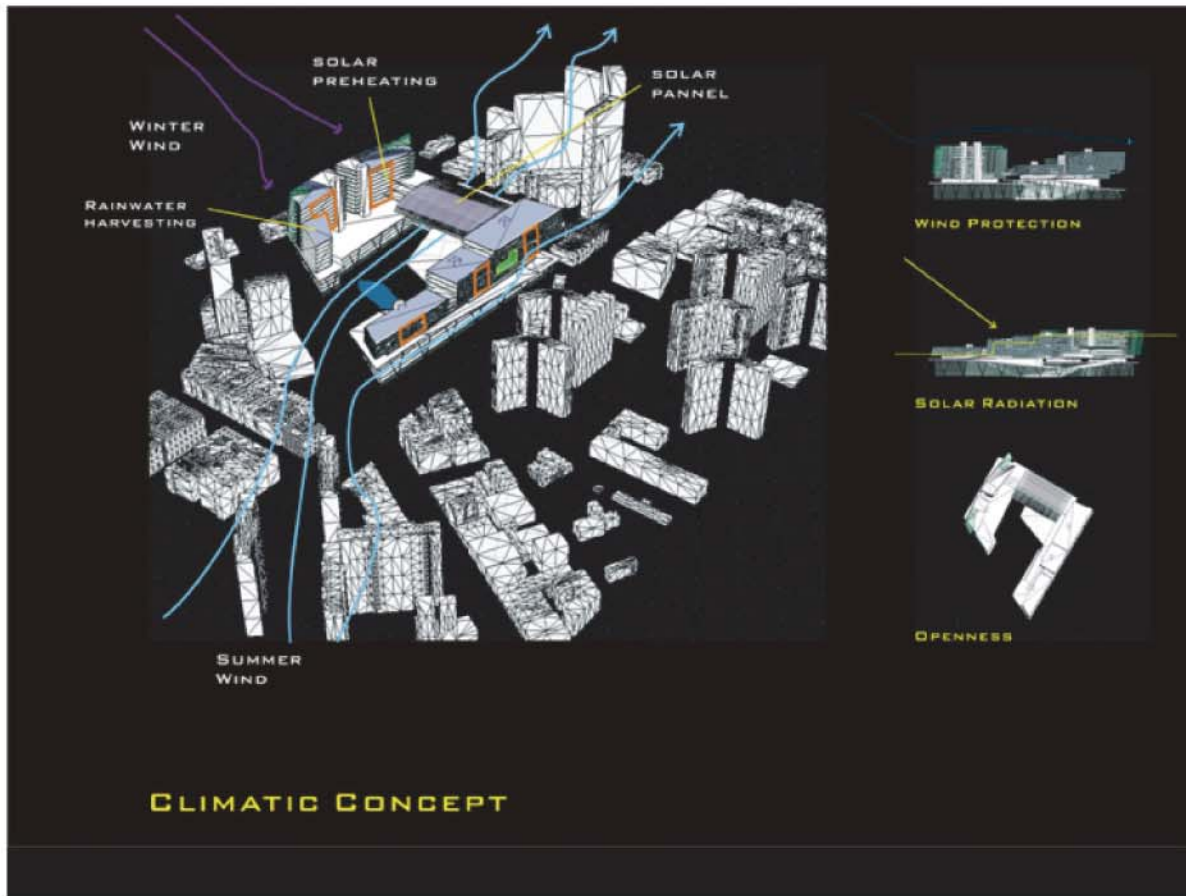 SOLAR
PREHEATING
SOLAR
PANNEL
WINTER
WIND
RAINWATER
HARVESTING
WIND PROTECTION
SOLAR RADIATION
OPENNESS
SUMMER
WIND
CLIMATIC CONCEPT